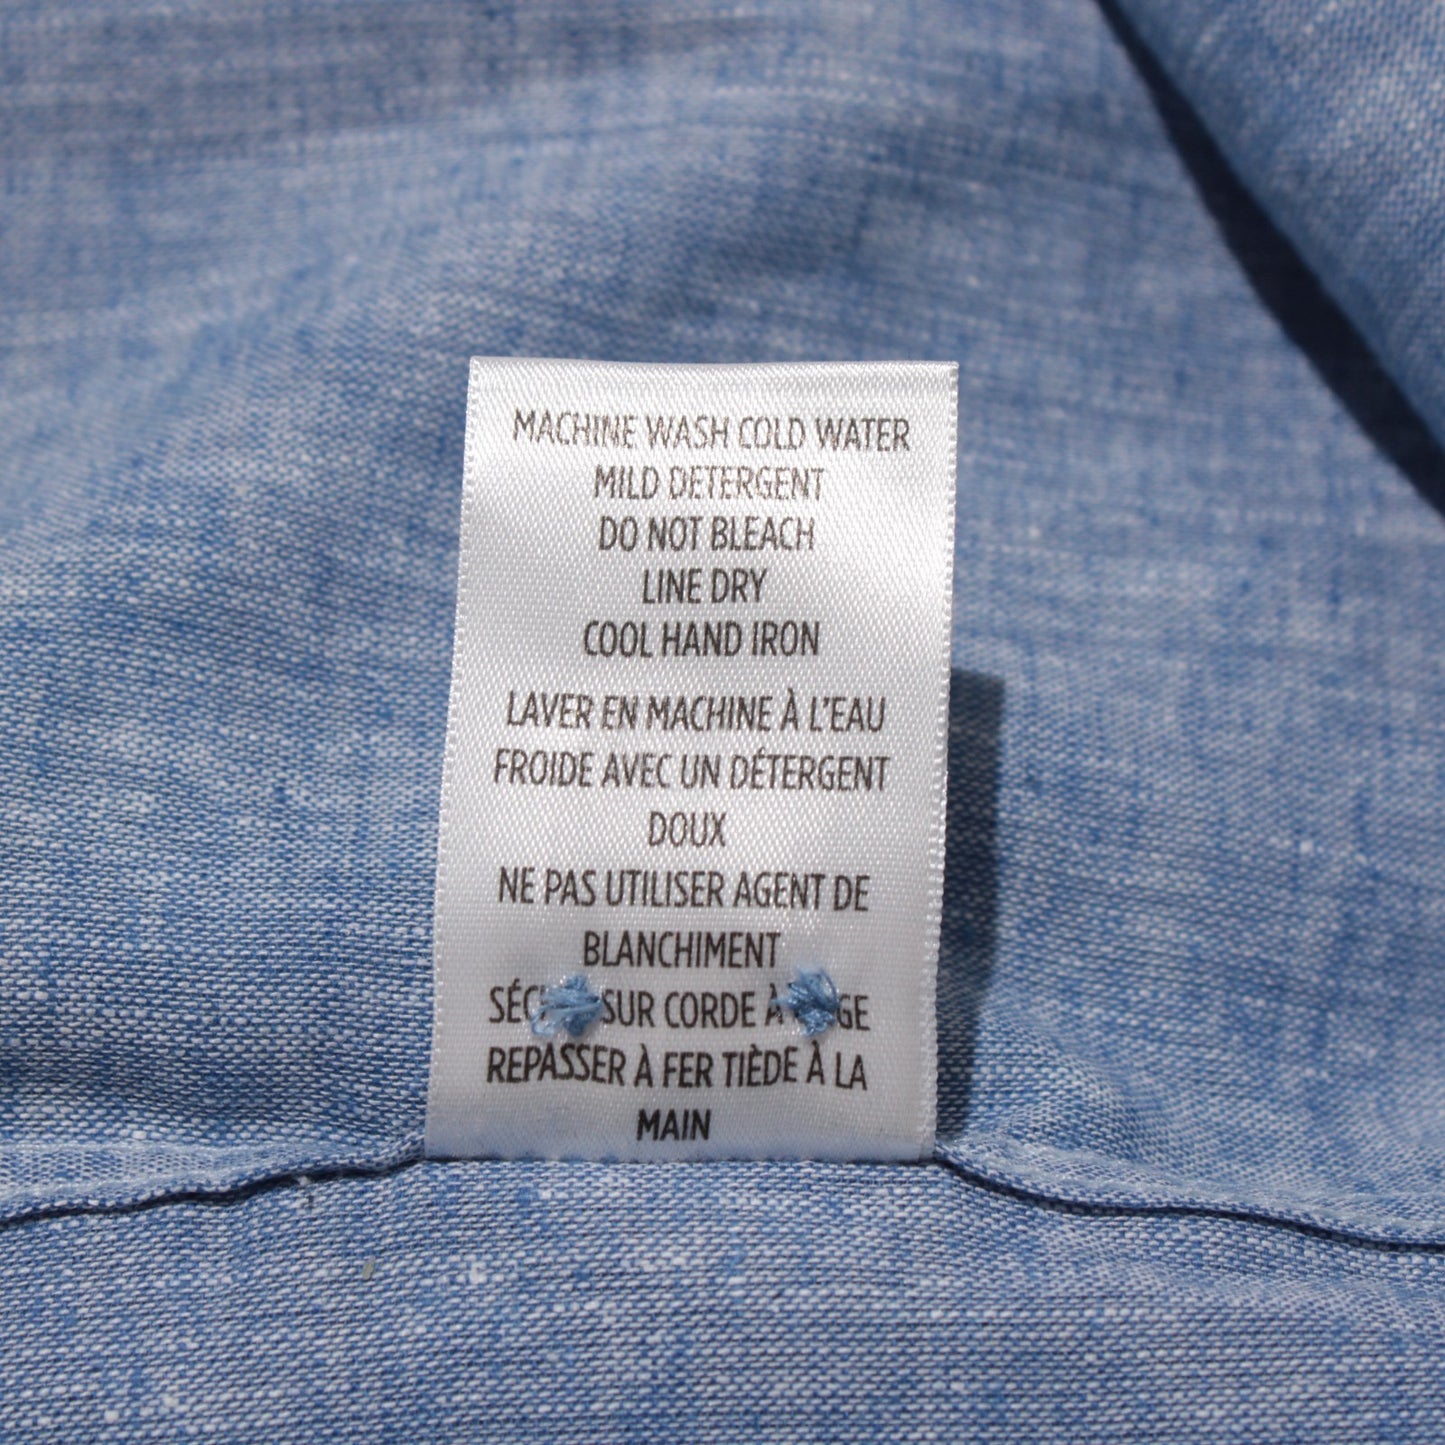 MACHINE WASH COLD WATER
MILD DETERGENT
DO NOT BLEACH
LINE DRY
COOL HAND IRON
LAVER EN MACHINE À L'EAU
FROIDE AVEC UN DÉTERGENT
DOUX
NE PAS UTILISER AGENT DE
BLANCHIMENT
SUR CORDE À
REPASSER À FER TIÈDE À LA
MAIN